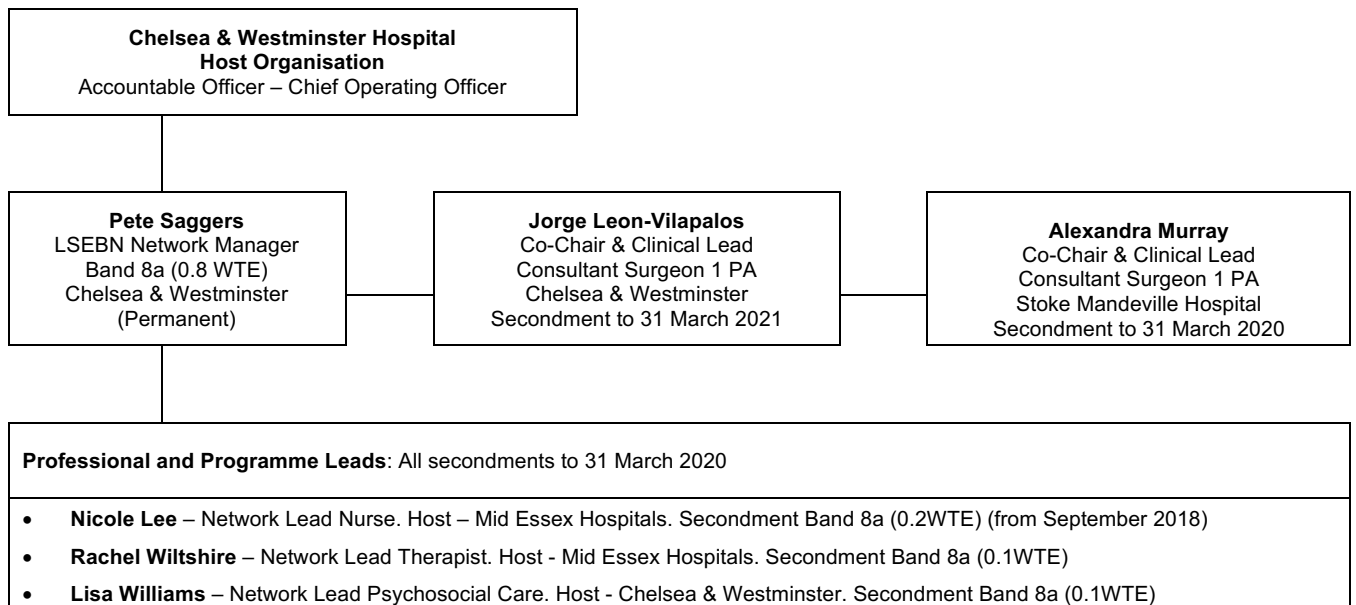 Chelsea & Westminster Hospital
Host Organisation
Accountable Officer – Chief Operating Officer
Pete Saggers
LSEBN Network Manager
Band 8a (0.8 WTE)
Chelsea & Westminster
(Permanent)
Jorge Leon-Vilapalos
Co-Chair & Clinical Lead
Consultant Surgeon 1 PA
Chelsea & Westminster
Secondment to 31 March 2021
Alexandra Murray
Co-Chair & Clinical Lead
Consultant Surgeon 1 PA
Stoke Mandeville Hospital
Secondment to 31 March 2020
Professional and Programme Leads: All secondments to 31 March 2020
• Nicole Lee – Network Lead Nurse. Host – Mid Essex Hospitals. Secondment Band 8a (0.2WTE) (from September 2018)
• Rachel Wiltshire – Network Lead Therapist. Host - Mid Essex Hospitals. Secondment Band 8a (0.1WTE)
• Lisa Williams – Network Lead Psychosocial Care. Host - Chelsea & Westminster. Secondment Band 8a (0.1WTE)